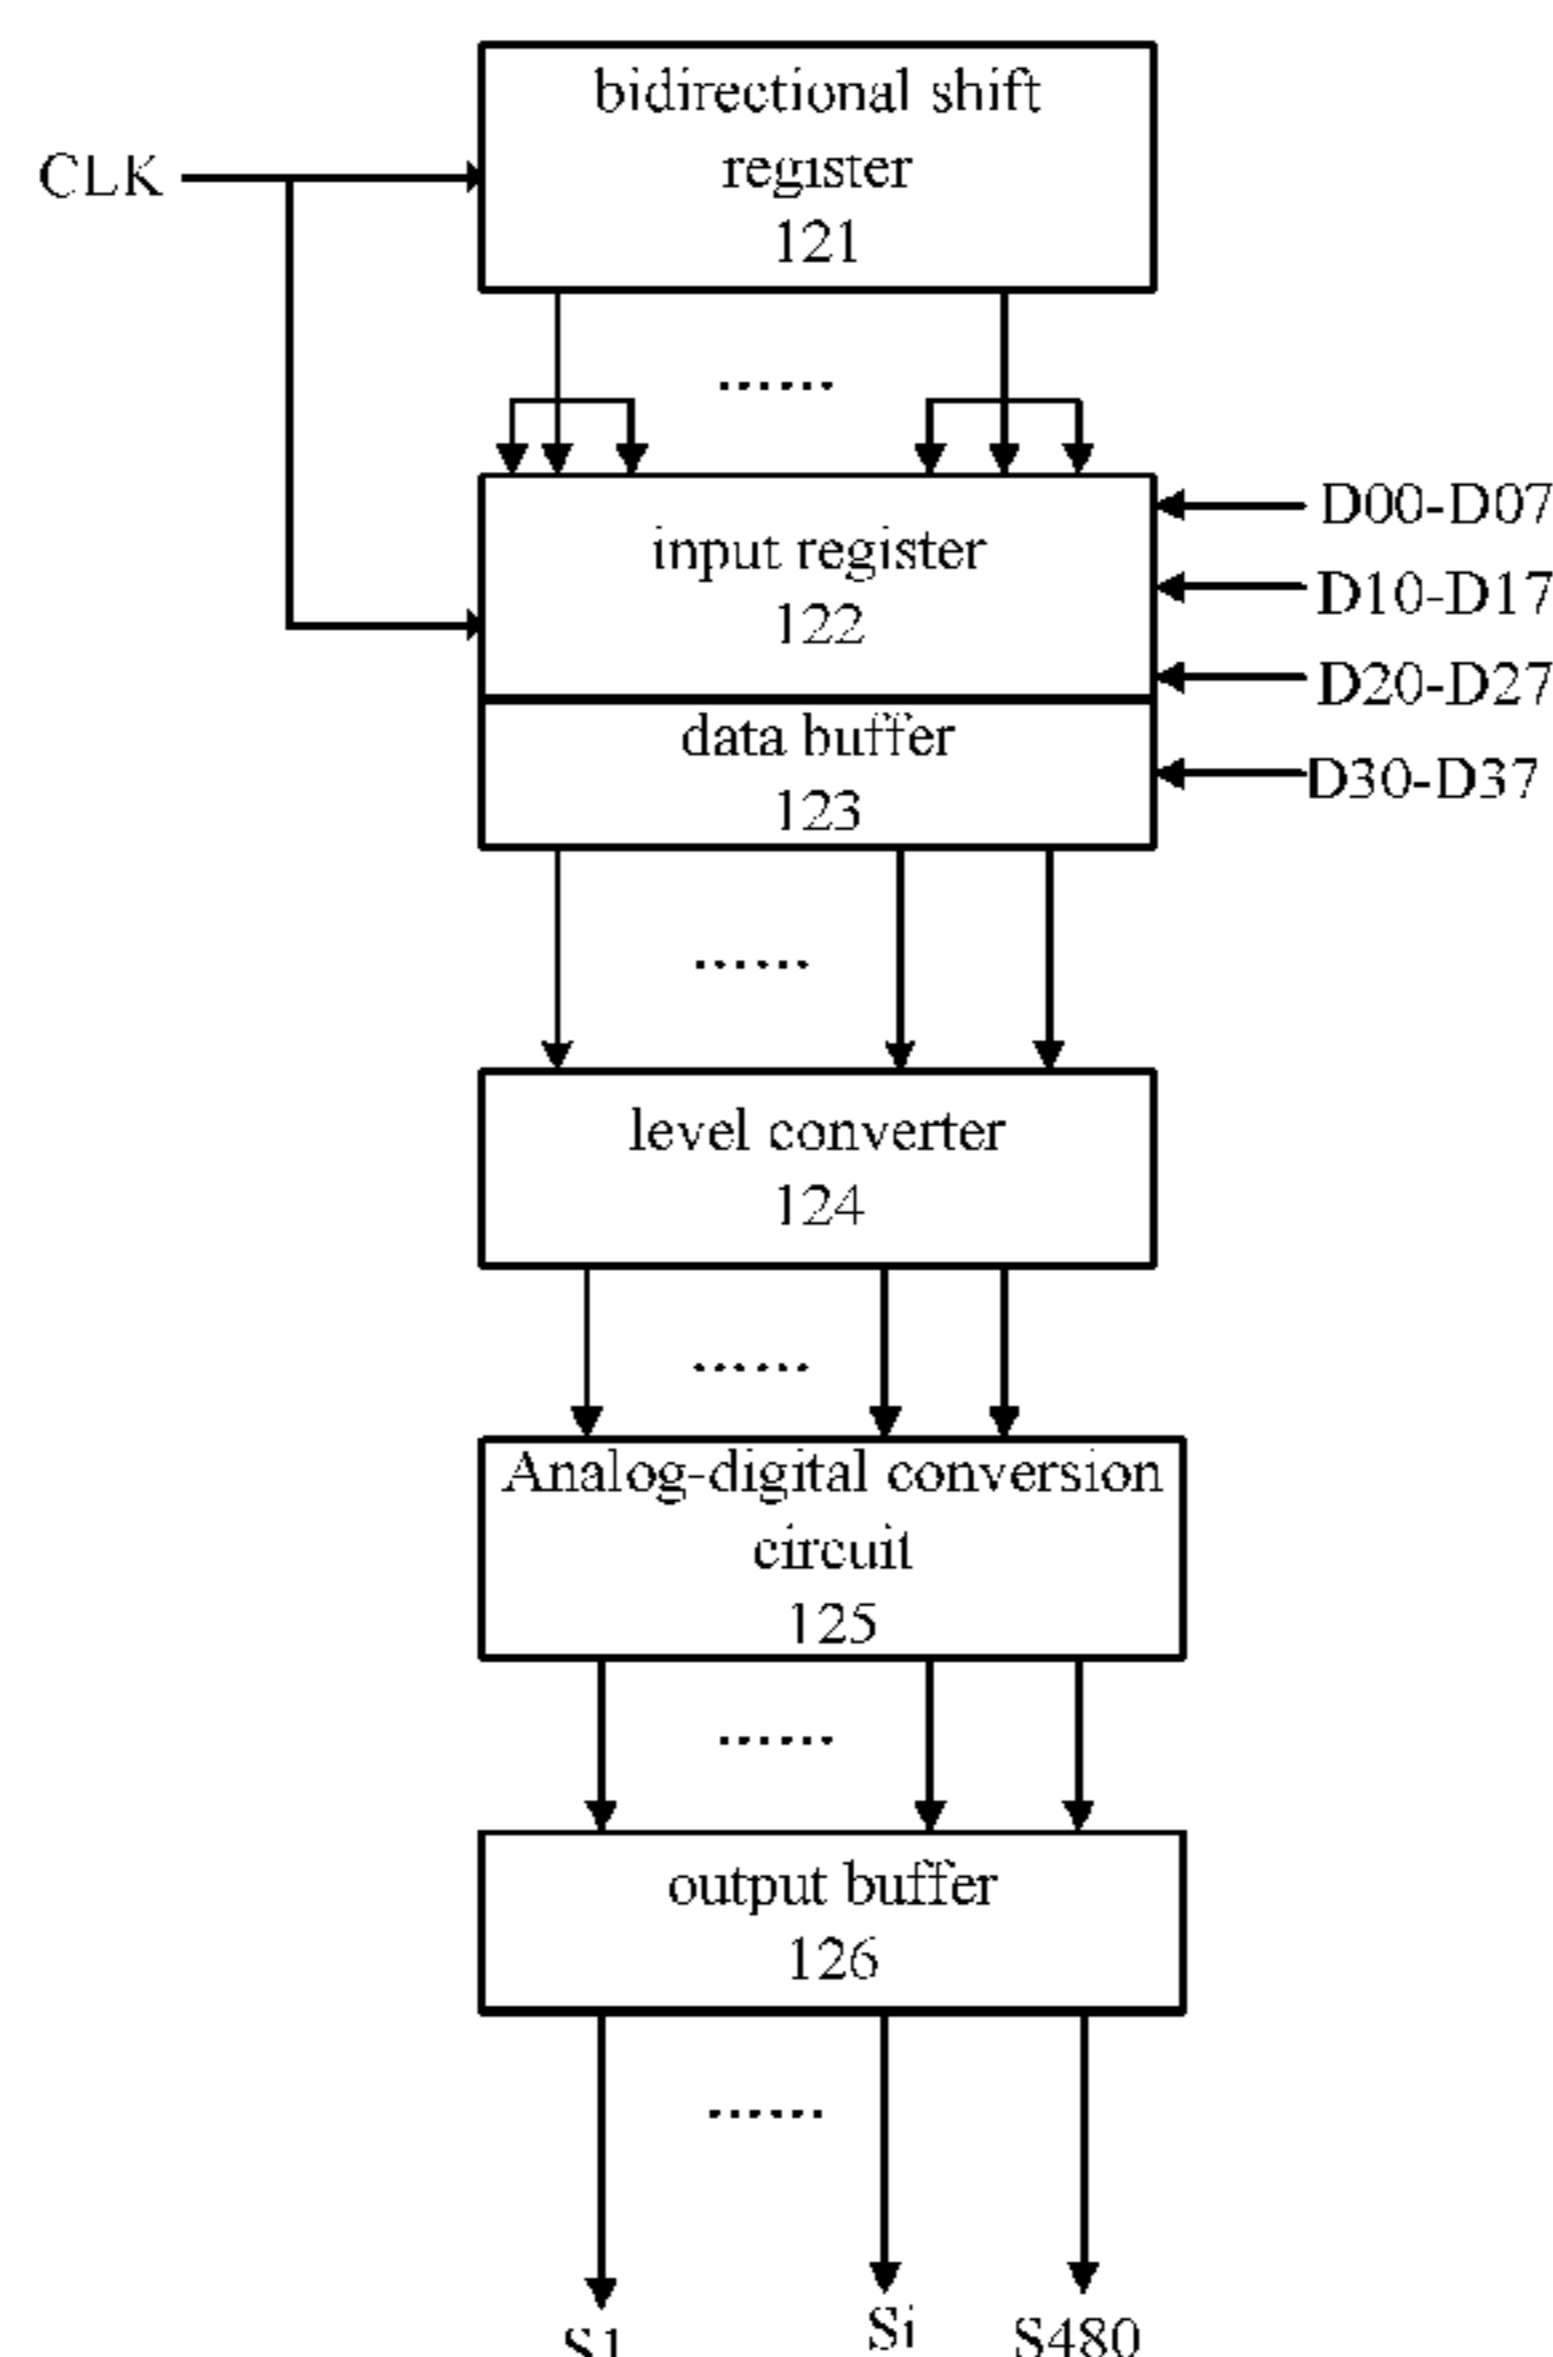 bidirectional shift
register
121
CLK
......
input register
122
D00-D07
D10-D17
D20-D27
data buffer
123
D30-D37
......
level converter
124
......
Analog-digital conversion
circuit
125
......
output buffer
126
......
S1
Si
S480